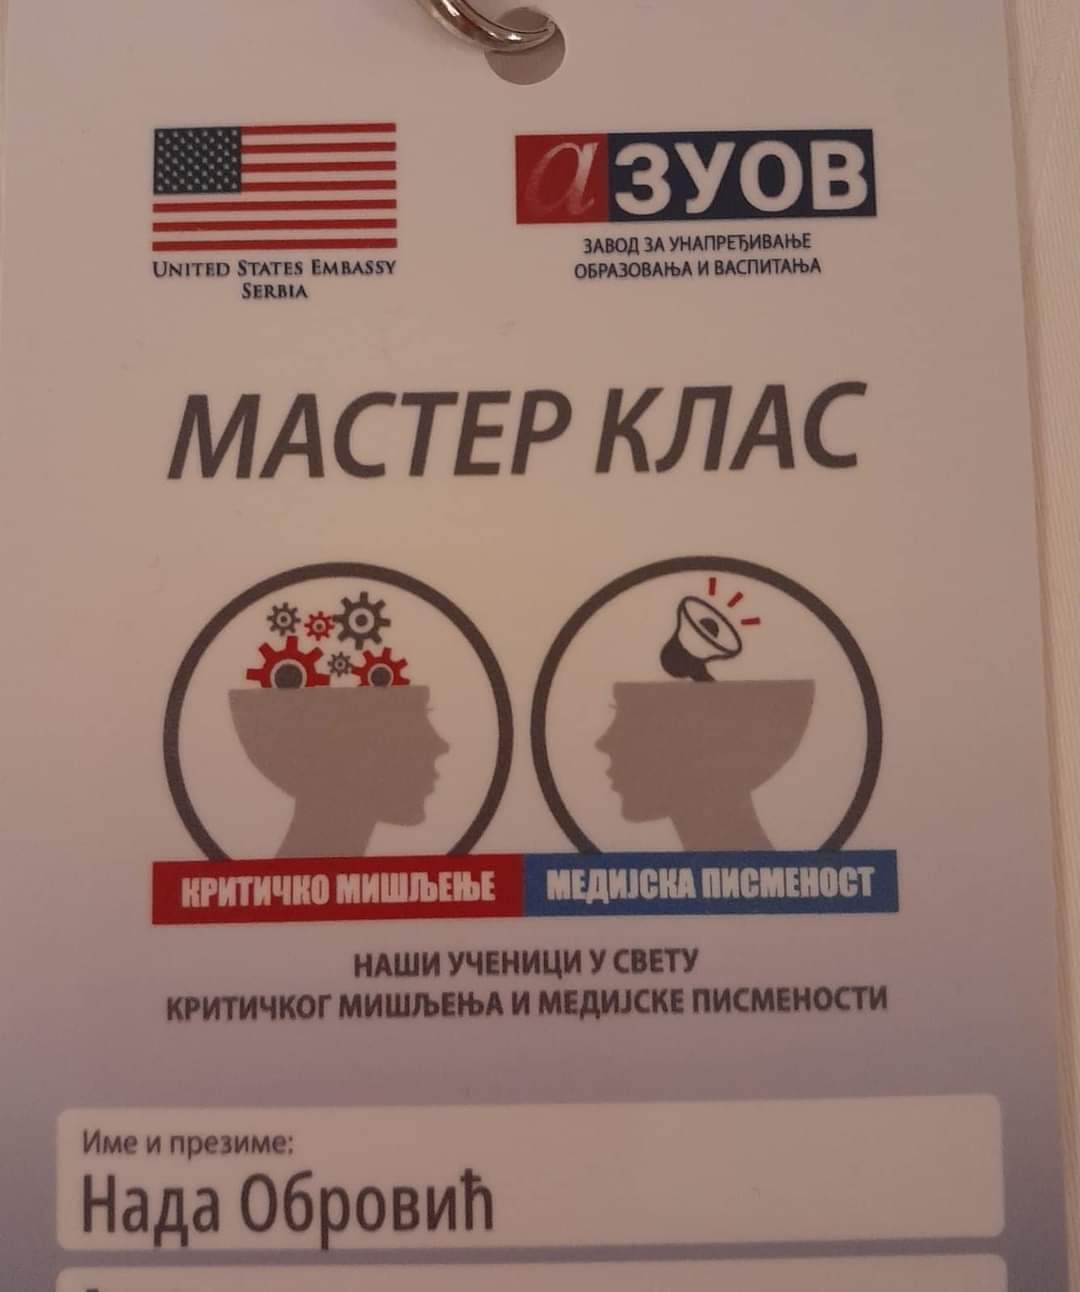 UNITED STATES EMBASSY
SERBIA
а ЗУОВ
ЗАВОД ЗА УНАПРЕЂИВАЊЕ
ОБРАЗОВАЊА И ВАСПИТАЊА
МАСТЕР КЛАС
КРИТИЧКО МИШЉЕЊЕ
МЕДИЈСКА ПИСМЕНОСТ
НАШИ УЧЕНИЦИ У СВЕТУ
КРИТИЧКОГ МИШЉЕЊА И МЕДИЈСКЕ ПИСМЕНОСТИ
Име и презиме:
Нада Обровић